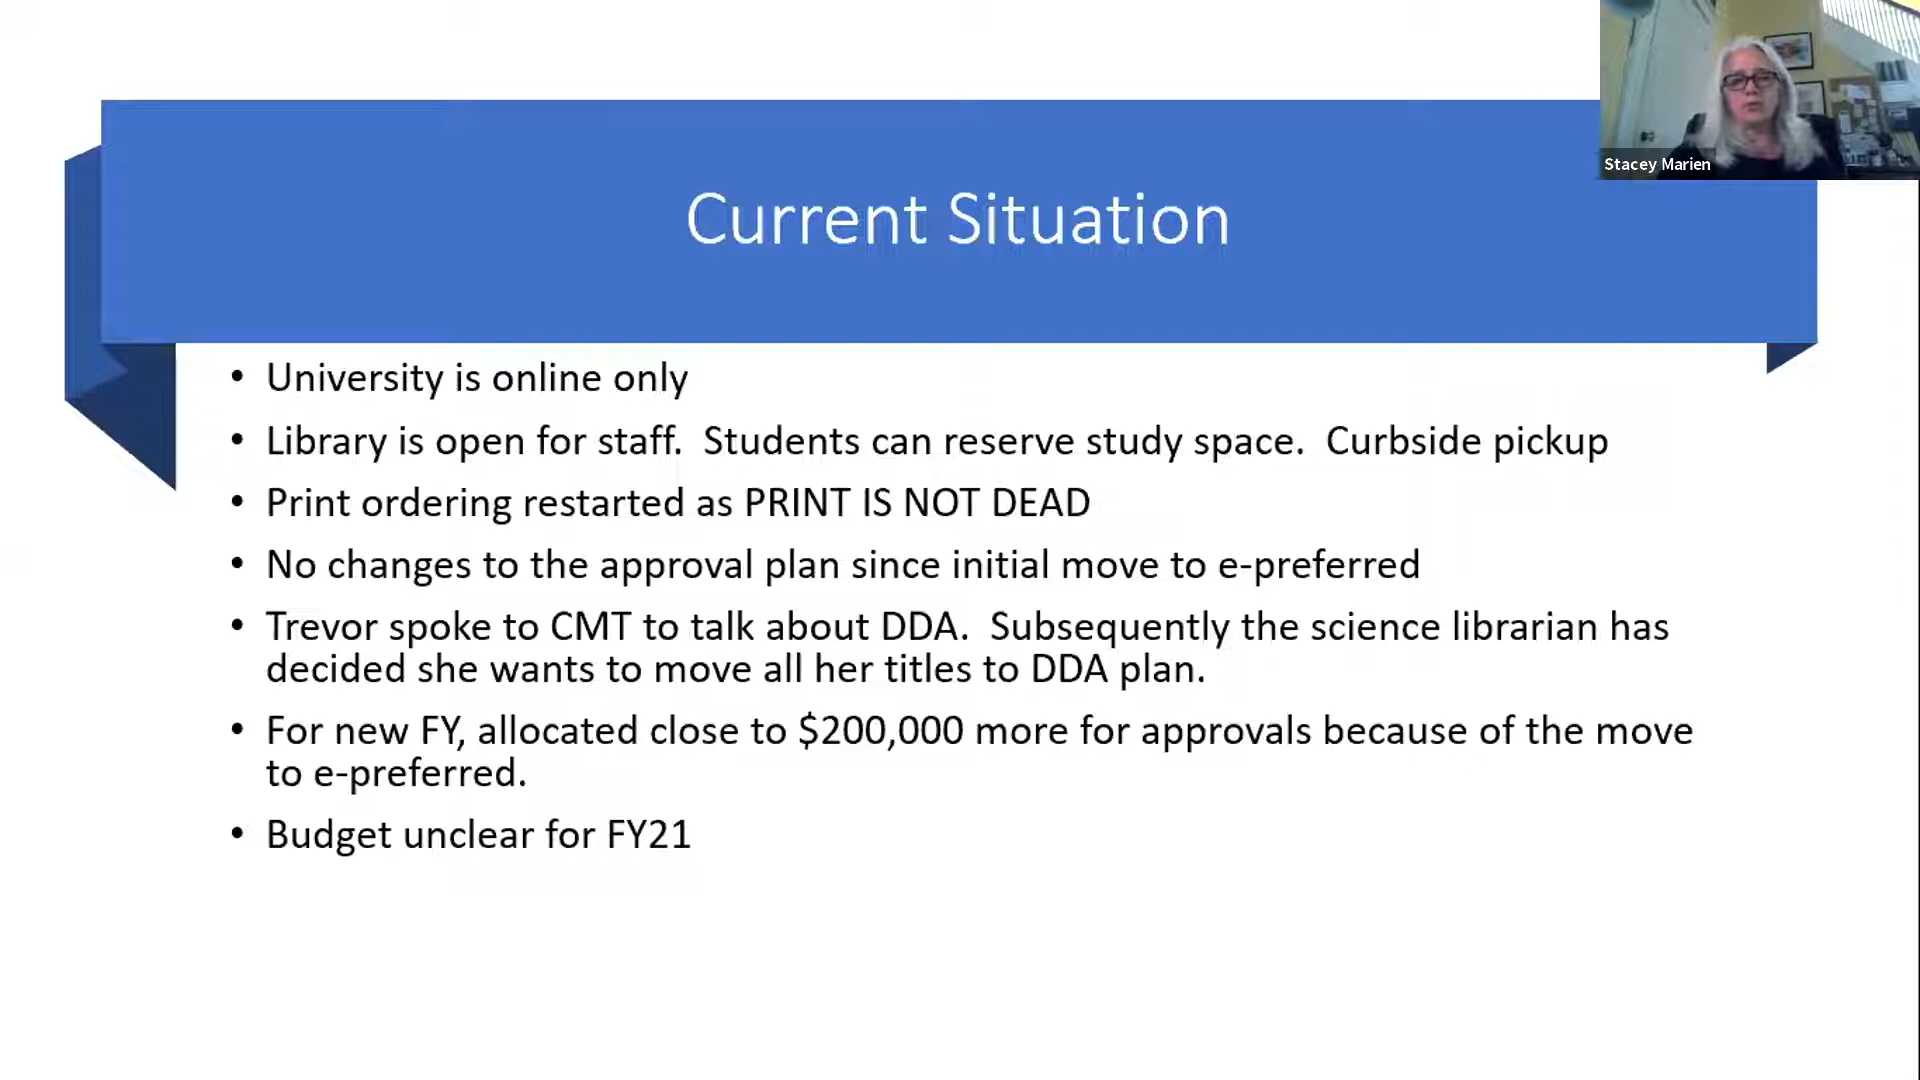 Stacey Marien
Current Situation
• University is online only
• Library is open for staff.  Students can reserve study space.  Curbside pickup
• Print ordering restarted as PRINT IS NOT DEAD
• No changes to the approval plan since initial move to e-preferred
• Trevor spoke to CMT to talk about DDA.  Subsequently the science librarian has
decided she wants to move all her titles to DDA plan.
• For new FY, allocated close to $200,000 more for approvals because of the move
to e-preferred.
• Budget unclear for FY21